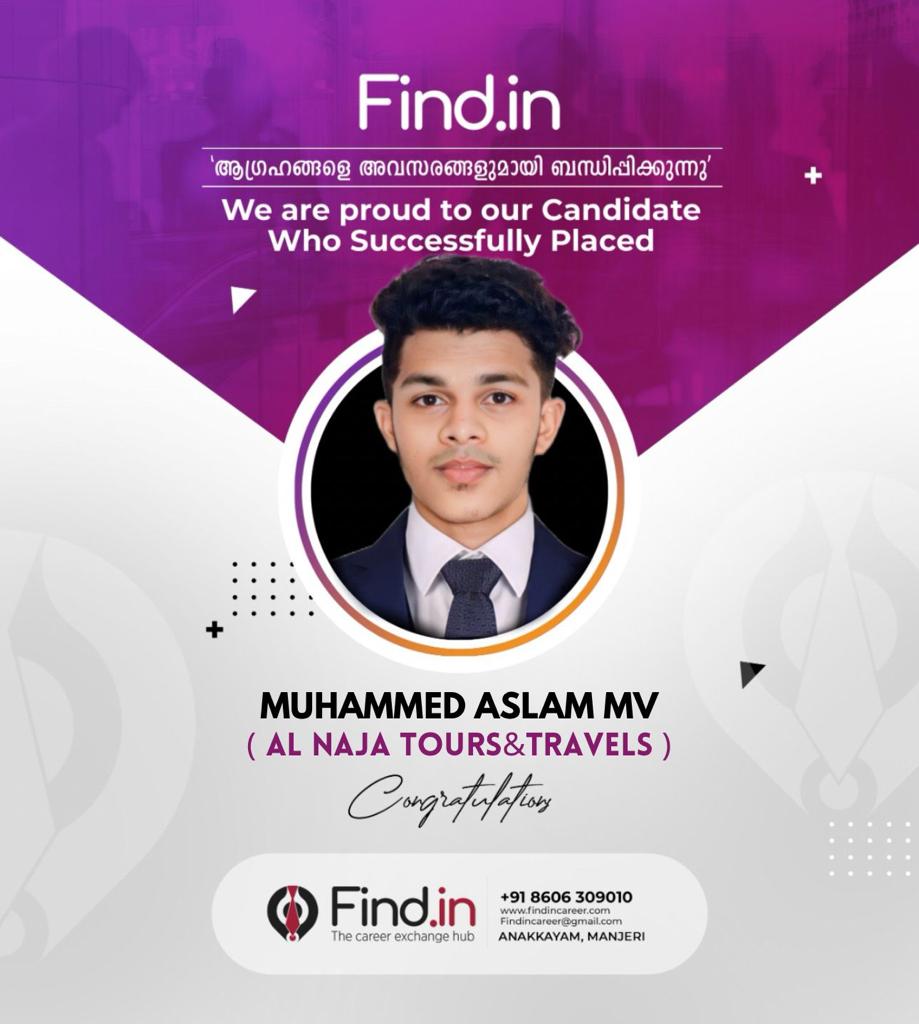 Find.in
'ആഗ്രഹങ്ങളെ അവസരങ്ങളുമായി ബന്ധിപ്പിക്കുന്നു'
We are proud to our Candidate
Who Successfully Placed
MUHAMMED ASLAM MV
( AL NAJA TOURS&TRAVELS )
Congratulations
Find.in
The career exchange hub
+91 8606 309010
www.findincareer.com
Findincareer@gmail.com
ANAKKAYAM, MANJERI